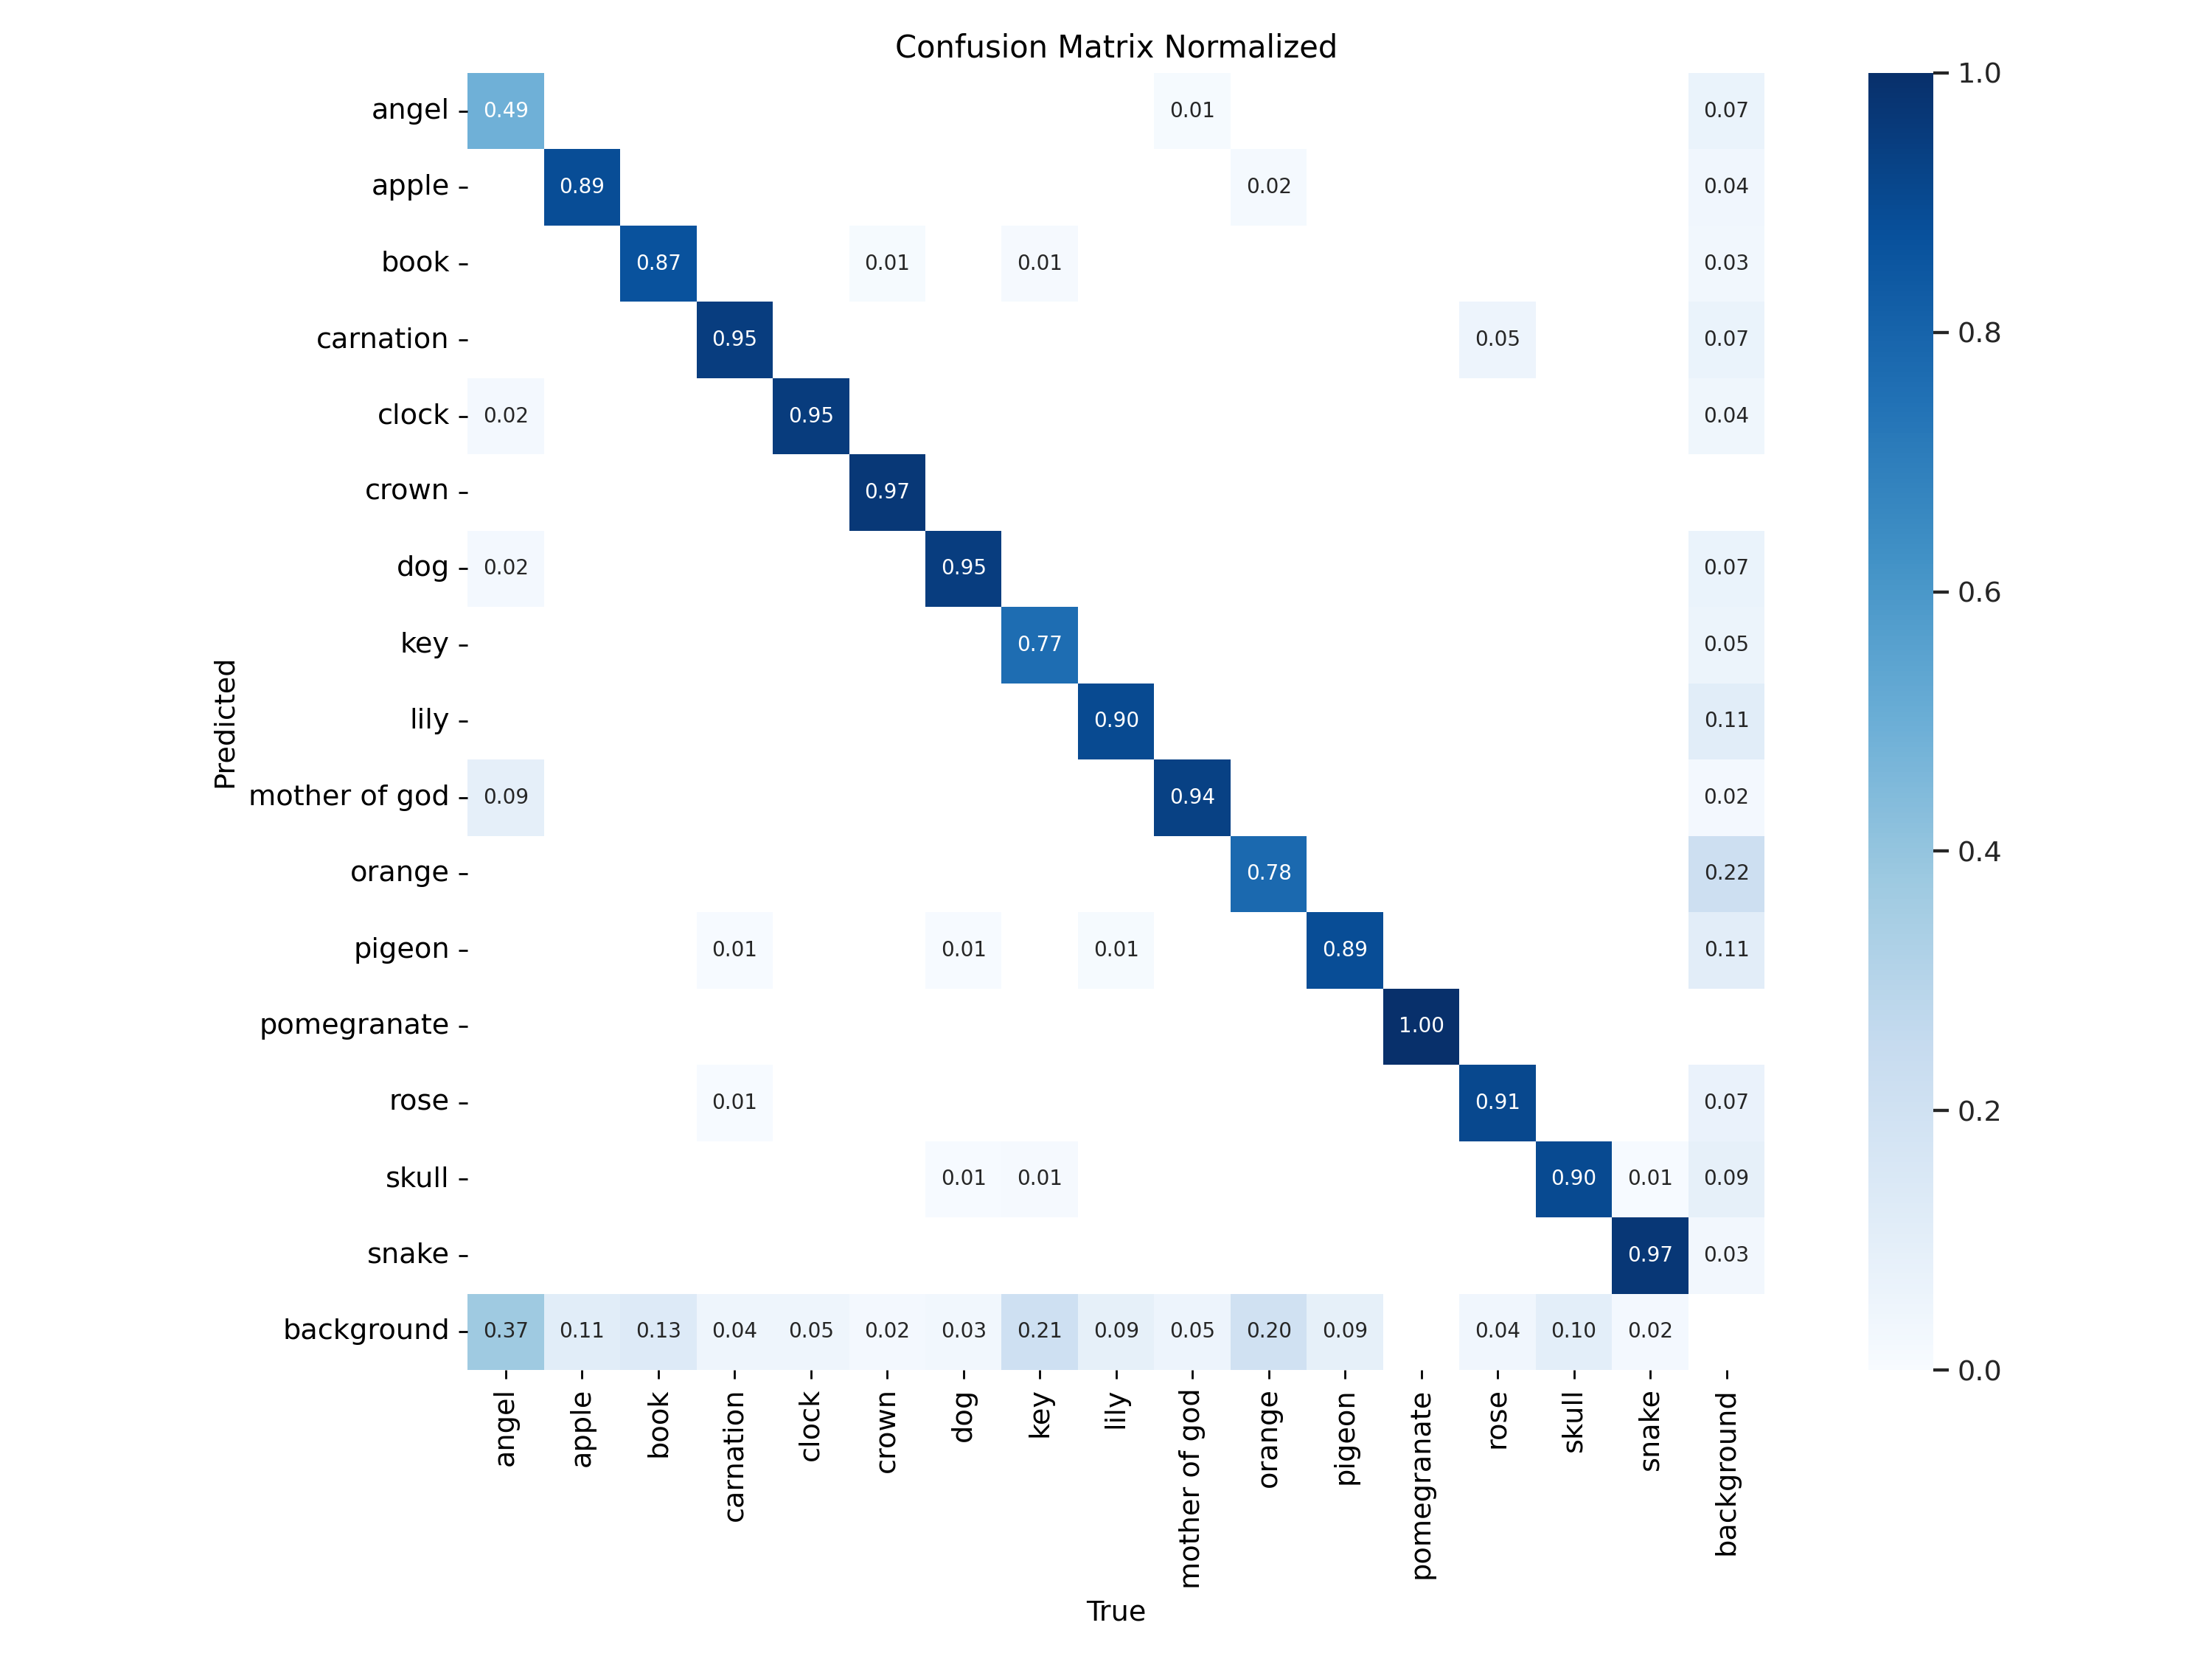 Confusion Matrix Normalized
angel 0.49 0.01 0.07
apple 0.89 0.02 0.04
book 0.87 0.01 0.01 0.03
carnation 0.95 0.05 0.07
clock 0.02 0.95 0.04
crown 0.97
dog 0.02 0.95 0.07
key 0.77 0.05
lily 0.90 0.11
mother of god 0.09 0.94 0.02
orange 0.78 0.22
pigeon 0.01 0.01 0.01 0.89 0.11
pomegranate 1.00
rose 0.01 0.91 0.07
skull 0.01 0.01 0.90 0.01 0.09
snake 0.97 0.03
background 0.37 0.11 0.13 0.04 0.05 0.02 0.03 0.21 0.09 0.05 0.20 0.09 0.04 0.10 0.02
angel apple book carnation clock crown dog key lily mother of god orange pigeon pomegranate rose skull snake background
True
Predicted
1.0
0.8
0.6
0.4
0.2
0.0